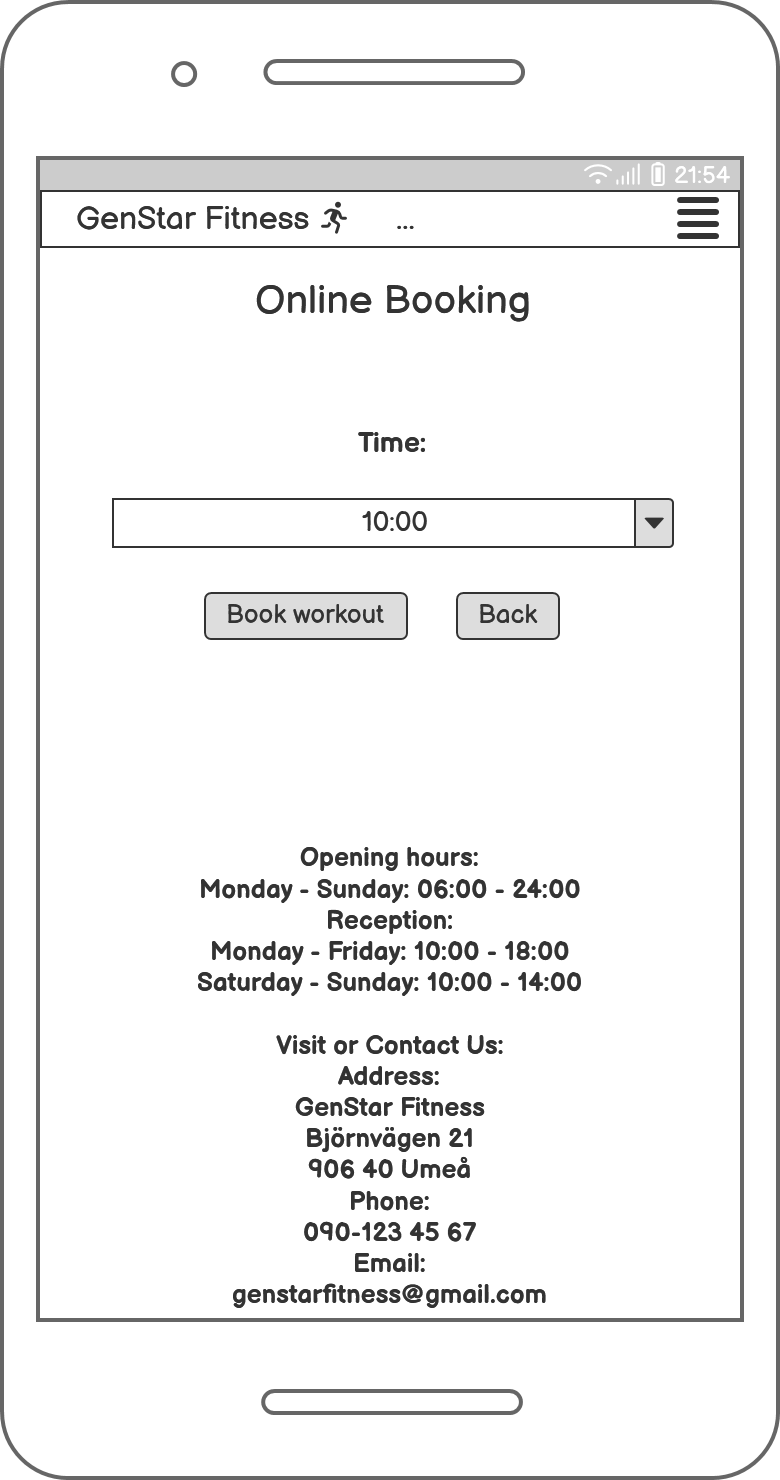 21:54
GenStar Fitness ...
Online Booking
Time:
10:00
Book workout Back
Opening hours:
Monday - Sunday: 06:00 - 24:00
Reception:
Monday - Friday: 10:00 - 18:00
Saturday - Sunday: 10:00 - 14:00
Visit or Contact Us:
Address:
GenStar Fitness
Björnvägen 21
906 40 Umeå
Phone:
090-123 45 67
Email:
genstarfitness@gmail.com